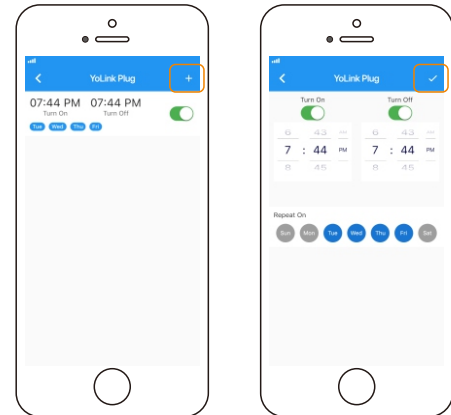 YoLink Plug
07:44 PM 07:44 PM
Turn On Turn Off
Tue Wed Thu Fri
YoLink Plug
Turn On Turn Off
6 43 6 43
7 : 44 PM 7 : 44 PM
8 45 8 45
Repeat On
Sun Mon Tue Wed Thu Fri Sat